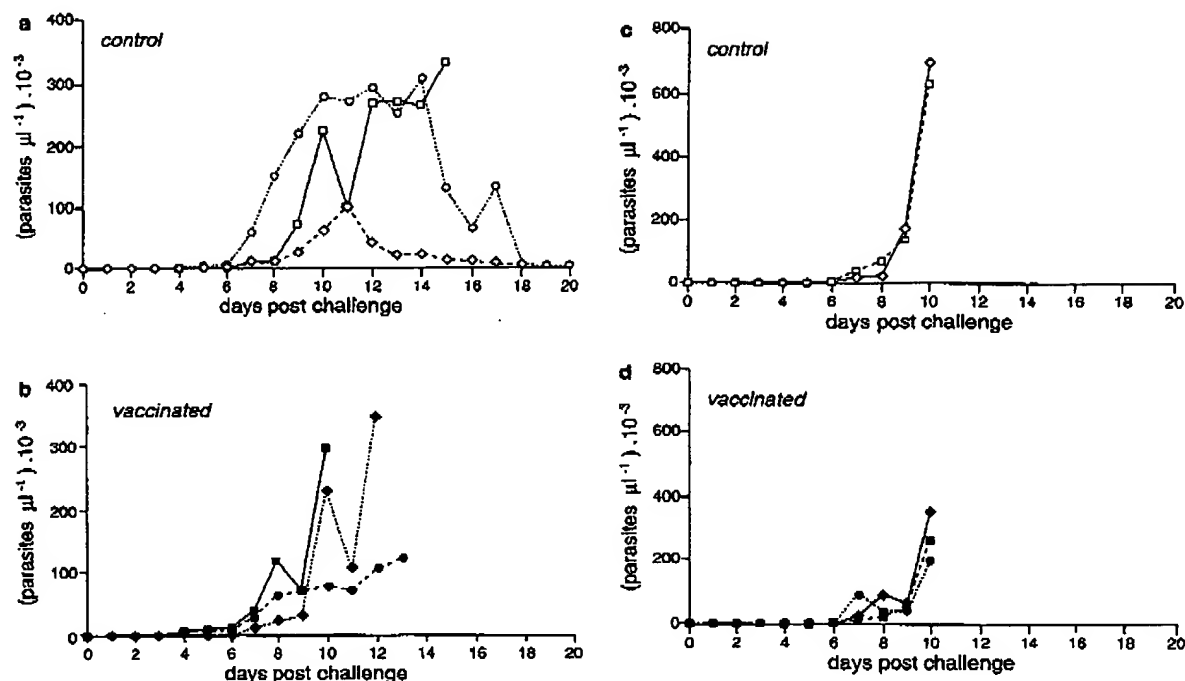 a
control
(parasites µl⁻¹).10⁻³
400
300
200
100
0
0 2 4 6 8 10 12 14 16 18 20
days post challenge
c
control
(parasites µl⁻¹).10⁻³
800
600
400
200
0
0 2 4 6 8 10 12 14 16 18 20
days post challenge
b
vaccinated
(parasites µl⁻¹).10⁻³
400
300
200
100
0
0 2 4 6 8 10 12 14 16 18 20
days post challenge
d
vaccinated
(parasites µl⁻¹).10⁻³
800
600
400
200
0
0 2 4 6 8 10 12 14 16 18 20
days post challenge